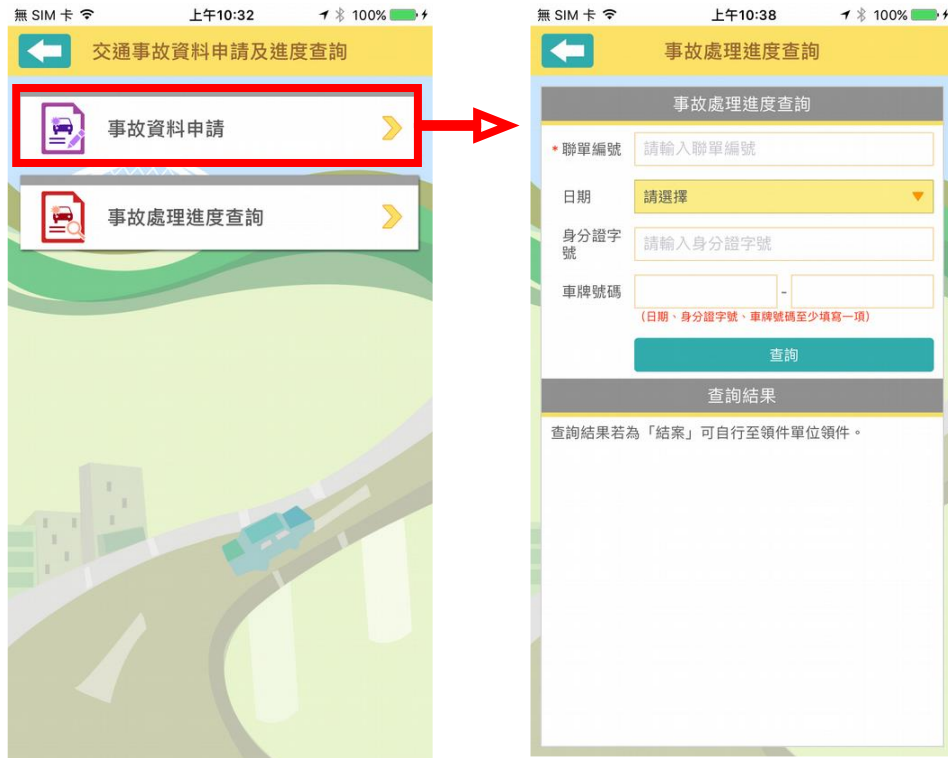 無 SIM 卡
上午10:32
100%
交通事故資料申請及進度查詢
事故資料申請
事故處理進度查詢
無 SIM 卡
上午10:38
100%
事故處理進度查詢
事故處理進度查詢
* 聯單編號
請輸入聯單編號
日期
請選擇
身分證字
號
請輸入身分證字號
車牌號碼
-
(日期、身分證字號、車牌號碼至少填寫一項)
查詢
查詢結果
查詢結果若為「結案」可自行至領件單位領件。